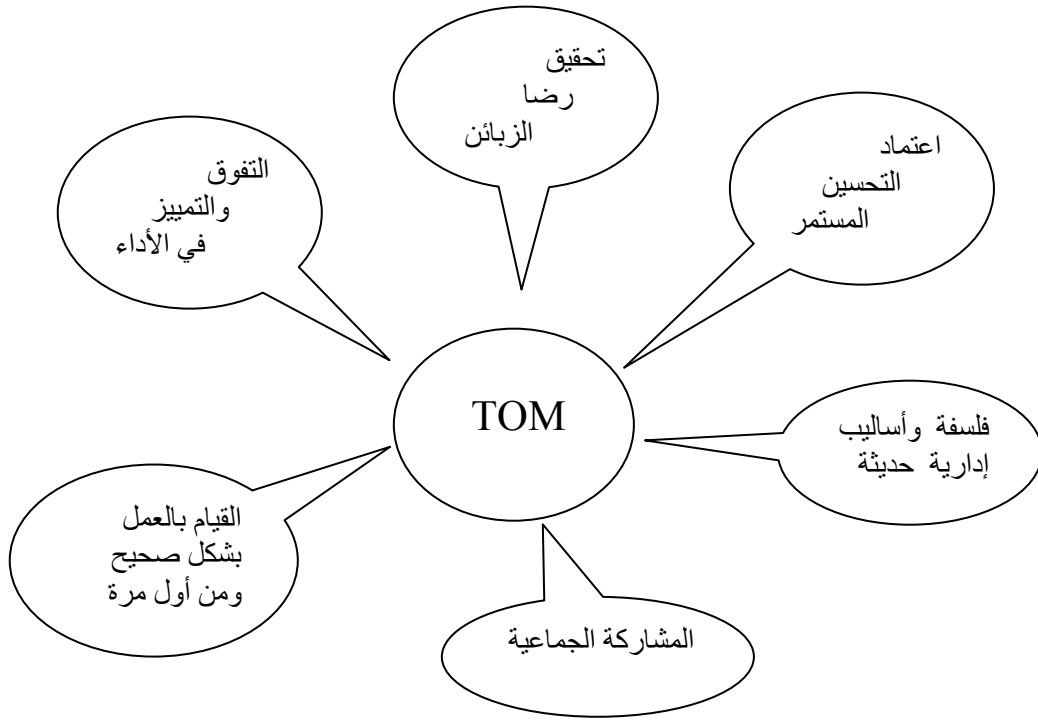 تحقيق
رضا
الزبائن
اعتماد
التحسين
المستمر
التفوق
والتمييز
في الأداء
TOM
فلسفة وأساليب
إدارية حديثة
القيام بالعمل
بشكل صحيح
ومن أول مرة
المشاركة الجماعية